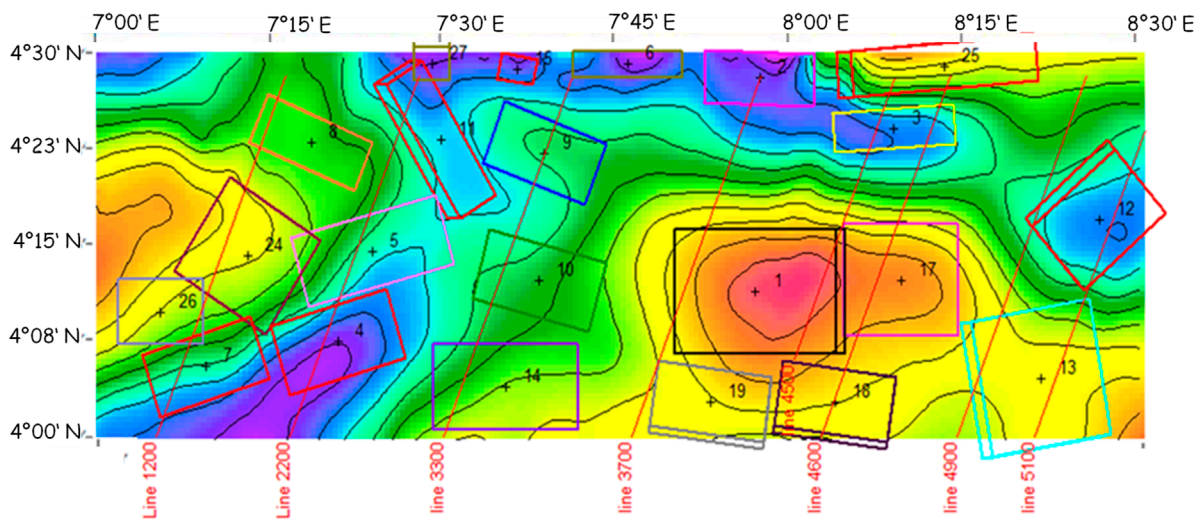 7°00' E 7°15' E 7°30' E 7°45' E 8°00' E 8°15' E 8°30' E
4°30' N
27 15 6 2 25
8 11 9 3
4°23' N
12
4°15' N
24 5 10 1 17
26
4°08' N
7 4 14 19 18 13
4°00' N
Line 1200
Line 2200
line 3300
line 3700
line 4500
line 4600
line 4900
line 5100